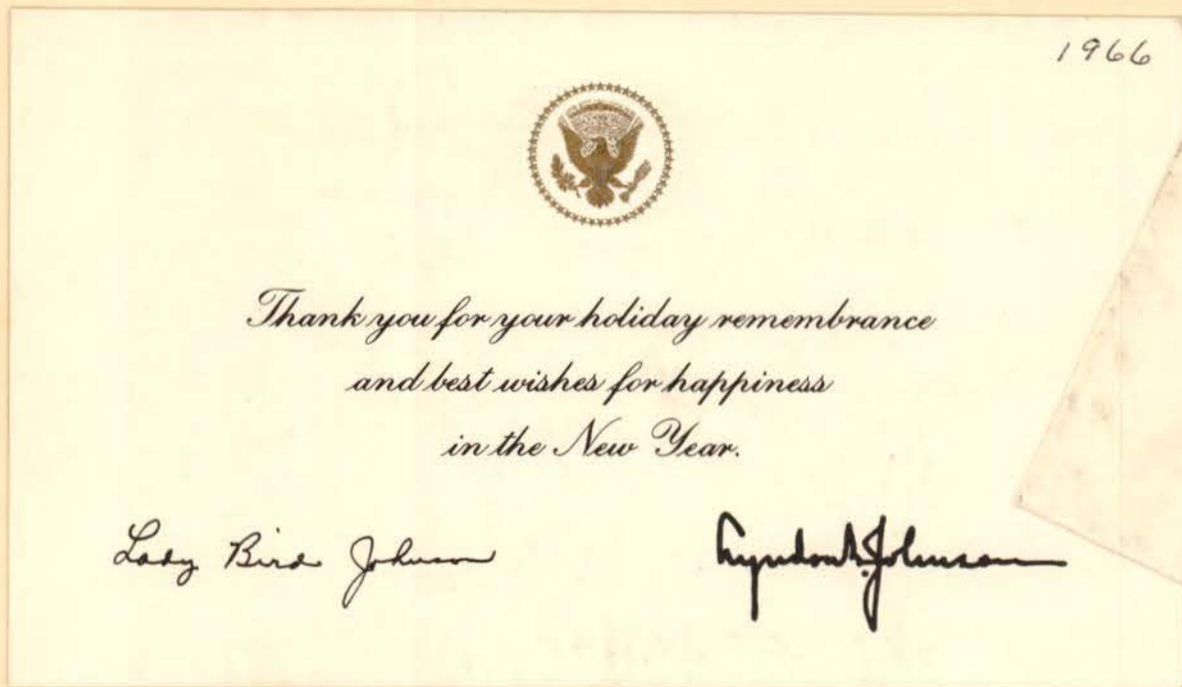 1966
Thank you for your holiday remembrance
and best wishes for happiness
in the New Year.
Lady Bird Johnson
Lyndon B. Johnson